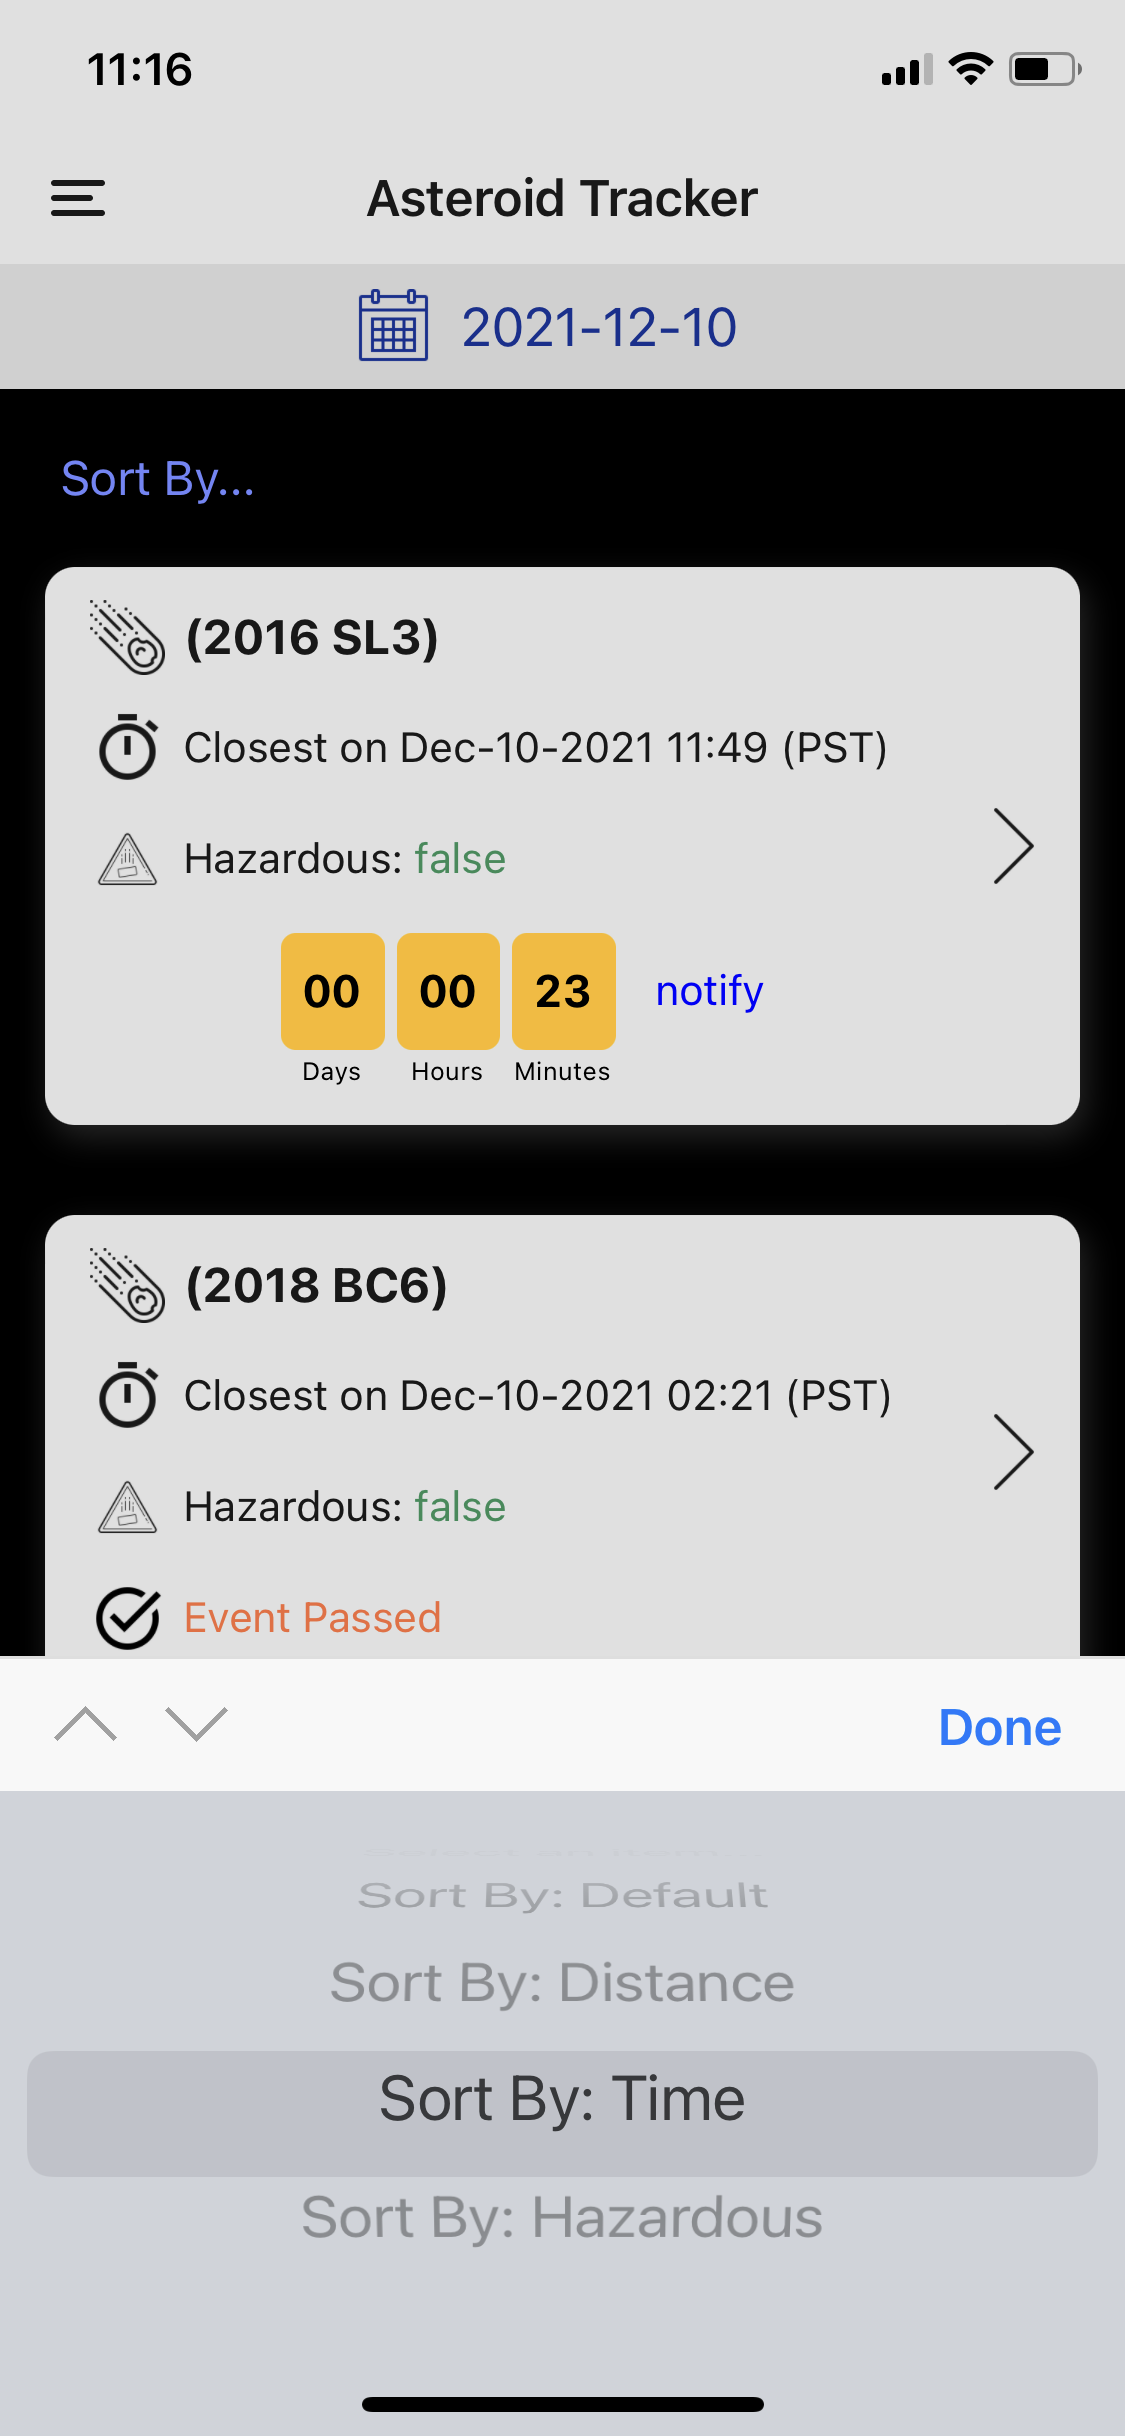 11:16
Asteroid Tracker
2021-12-10
Sort By...
(2016 SL3)
Closest on Dec-10-2021 11:49 (PST)
Hazardous: false
00 00 23 notify
Days Hours Minutes
(2018 BC6)
Closest on Dec-10-2021 02:21 (PST)
Hazardous: false
Event Passed
Done
Sort By: Default
Sort By: Distance
Sort By: Time
Sort By: Hazardous